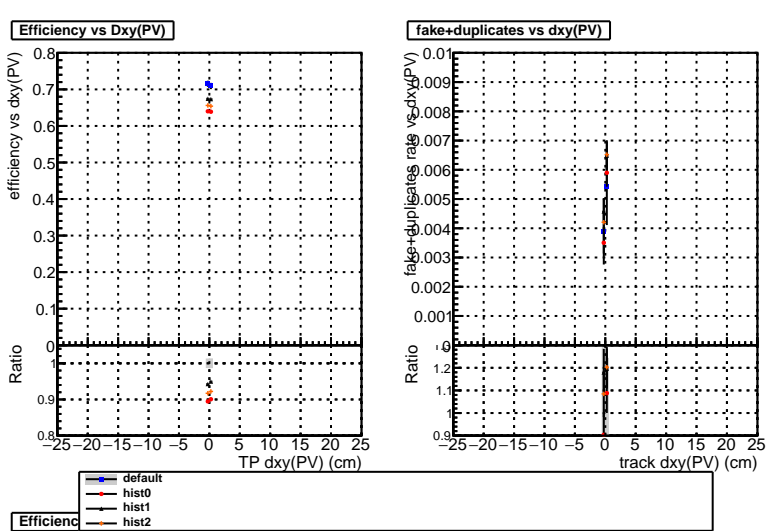 Efficiency vs Dxy(PV)
efficiency vs dxy(PV)
0.8
0.7
0.6
0.5
0.4
0.3
0.2
0.1
0
Ratio
1
0.9
0.8
−25 −20 −15 −10 −5 0 5 10 15 20 25
TP dxy(PV) (cm)
fake+duplicates vs dxy(PV)
fake+duplicates rate vs dxy(PV)
0.01
0.009
0.008
0.007
0.006
0.005
0.004
0.003
0.002
0.001
0
Ratio
1.2
1.1
1
0.9
−25 −20 −15 −10 −5 0 5 10 15 20 25
track dxy(PV) (cm)
default
hist0
hist1
hist2
Efficienc